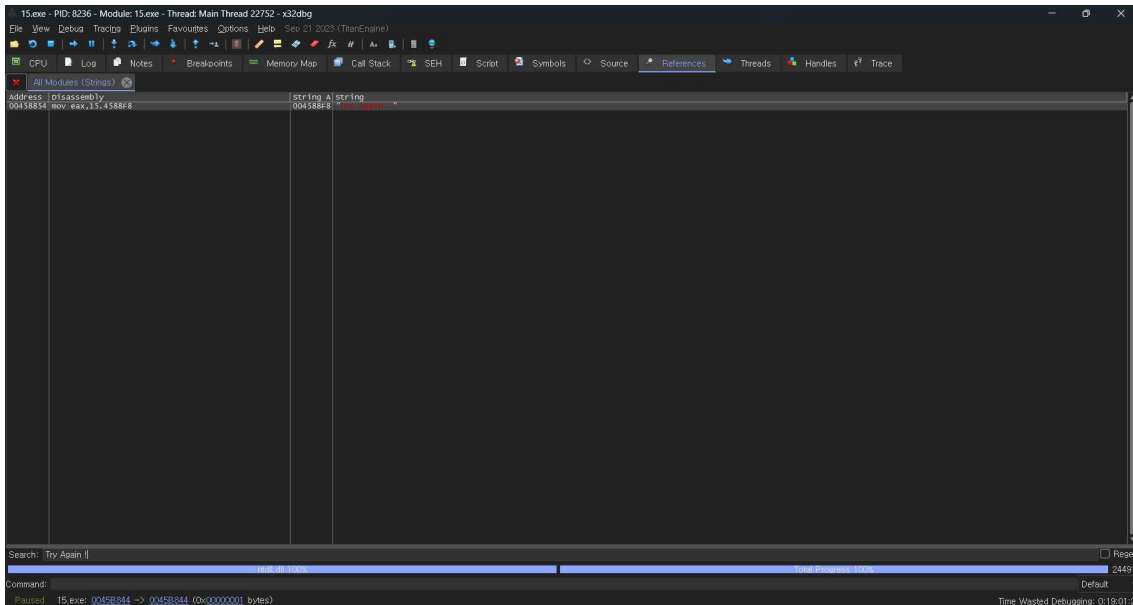 15.exe - PID: 8236 - Module: 15.exe - Thread: Main Thread 22752 - x32dbg
File View Debug Tracing Plugins Favourites Options Help Sep 21 2023 (TitanEngine)
CPU Log Notes Breakpoints Memory Map Call Stack SEH Script Symbols Source References Threads Handles Trace
All Modules (Strings)
Address Disassembly String A String
00458854 mov eax,15.4588F8 004588F8
Search: Try Again !
ntdll.dll 100% Total Progress: 100% 2449
Command: Default
Paused 15.exe: 0045B844 -> 0045B844 (0x00000001 bytes) Time Wasted Debugging: 0:19:01: